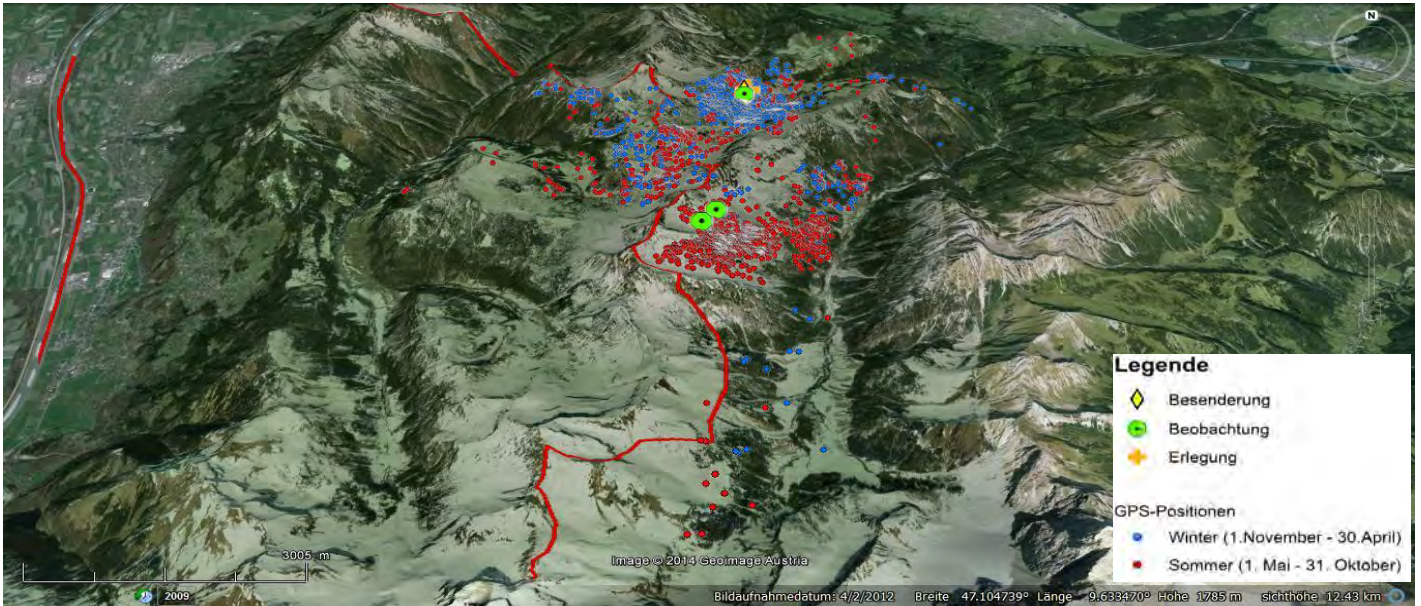 N
Legende
Besenderung
Beobachtung
Erlegung
GPS-Positionen
Winter (1.November - 30.April)
Sommer (1. Mai - 31. Oktober)
3005 m
Image © 2014 Geoimage Austria
2009
Bildaufnahmedatum: 4/2/2012 Breite 47.104739° Länge 9.633470° Höhe 1785 m sichthöhe 12.43 km